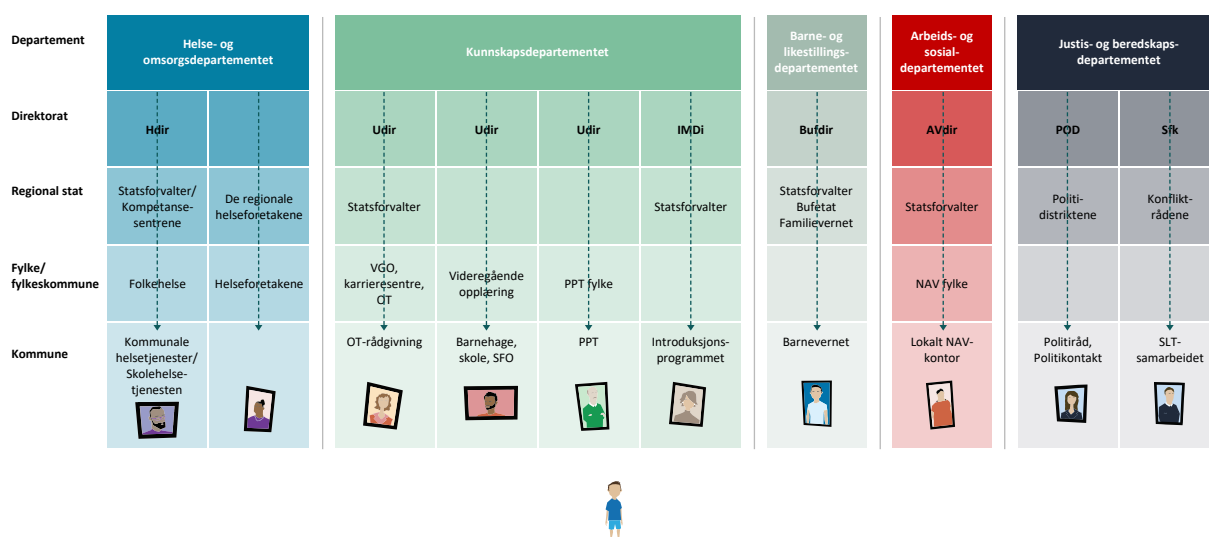 Departement
Helse- og
omsorgsdepartementet
Kunnskapsdepartementet
Barne- og
likestillings-
departementet
Arbeids- og
sosial-
departementet
Justis- og beredskaps-
departementet
Direktorat
Hdir
Udir
Udir
Udir
IMDi
Bufdir
AVdir
POD
Sfk
Regional stat
Statsforvalter/
Kompetanse-
sentrene
De regionale
helseforetakene
Statsforvalter
Statsforvalter
Statsforvalter
Bufetat
Familievernet
Statsforvalter
Politi-
distriktene
Konflikt-
rådene
Fylke/
fylkeskommune
Folkehelse
Helseforetakene
VGO,
karrieresentre,
OT
Videregående
opplæring
PPT fylke
NAV fylke
Kommune
Kommunale
helsetjenester/
Skolehelse-
tjenesten
OT-rådgivning
Barnehage,
skole, SFO
PPT
Introduksjons-
programmet
Barnevernet
Lokalt NAV-
kontor
Politiråd,
Politikontakt
SLT-
samarbeidet